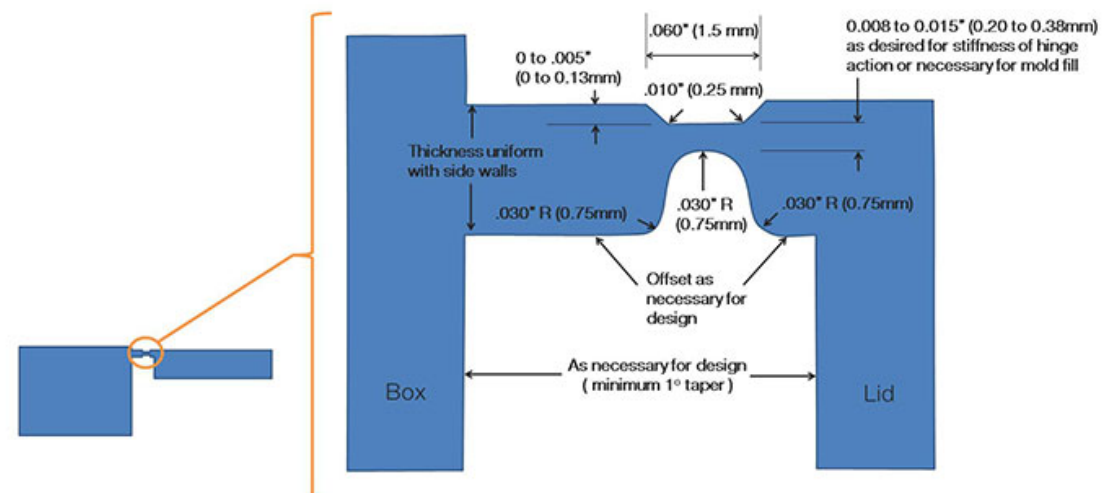 .060” (1.5 mm)
0.008 to 0.015” (0.20 to 0.38mm)
as desired for stiffness of hinge
action or necessary for mold fill
0 to .005”
(0 to 0.13mm)
.010” (0.25 mm)
Thickness uniform
with side walls
.030” R (0.75mm)
.030” R
(0.75mm)
.030” R (0.75mm)
Offset as
necessary for
design
As necessary for design
( minimum 1° taper )
Box
Lid